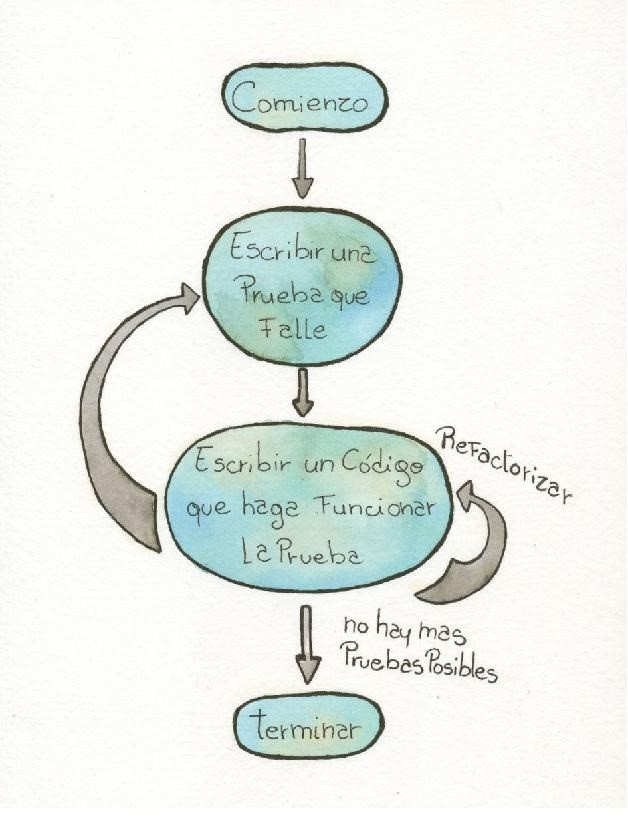 Comienzo
Escribir una
Prueba que
Falle
Escribir un Código
que haga Funcionar
La Prueba
Refactorizar
no hay mas
Pruebas Posibles
terminar